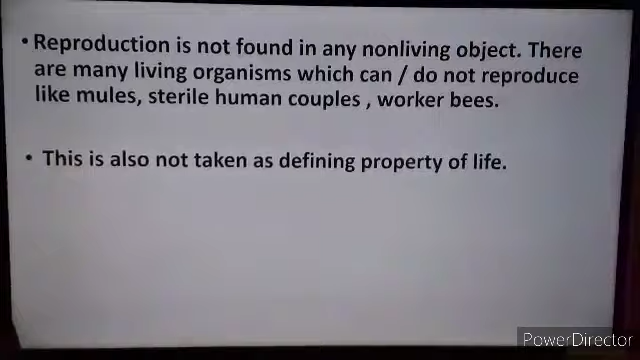 • Reproduction is not found in any nonliving object. There
are many living organisms which can / do not reproduce
like mules, sterile human couples , worker bees.
• This is also not taken as defining property of life.
PowerDirector